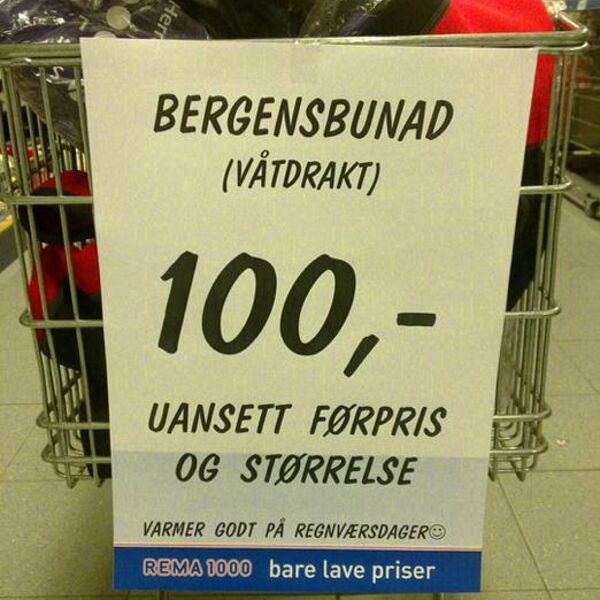 BERGENSBUNAD
(VÅTDRAKT)
100,-
UANSETT FØRPRIS
OG STØRRELSE
VARMER GODT PÅ REGNVÆRSDAGER☺
REMA 1000 bare lave priser